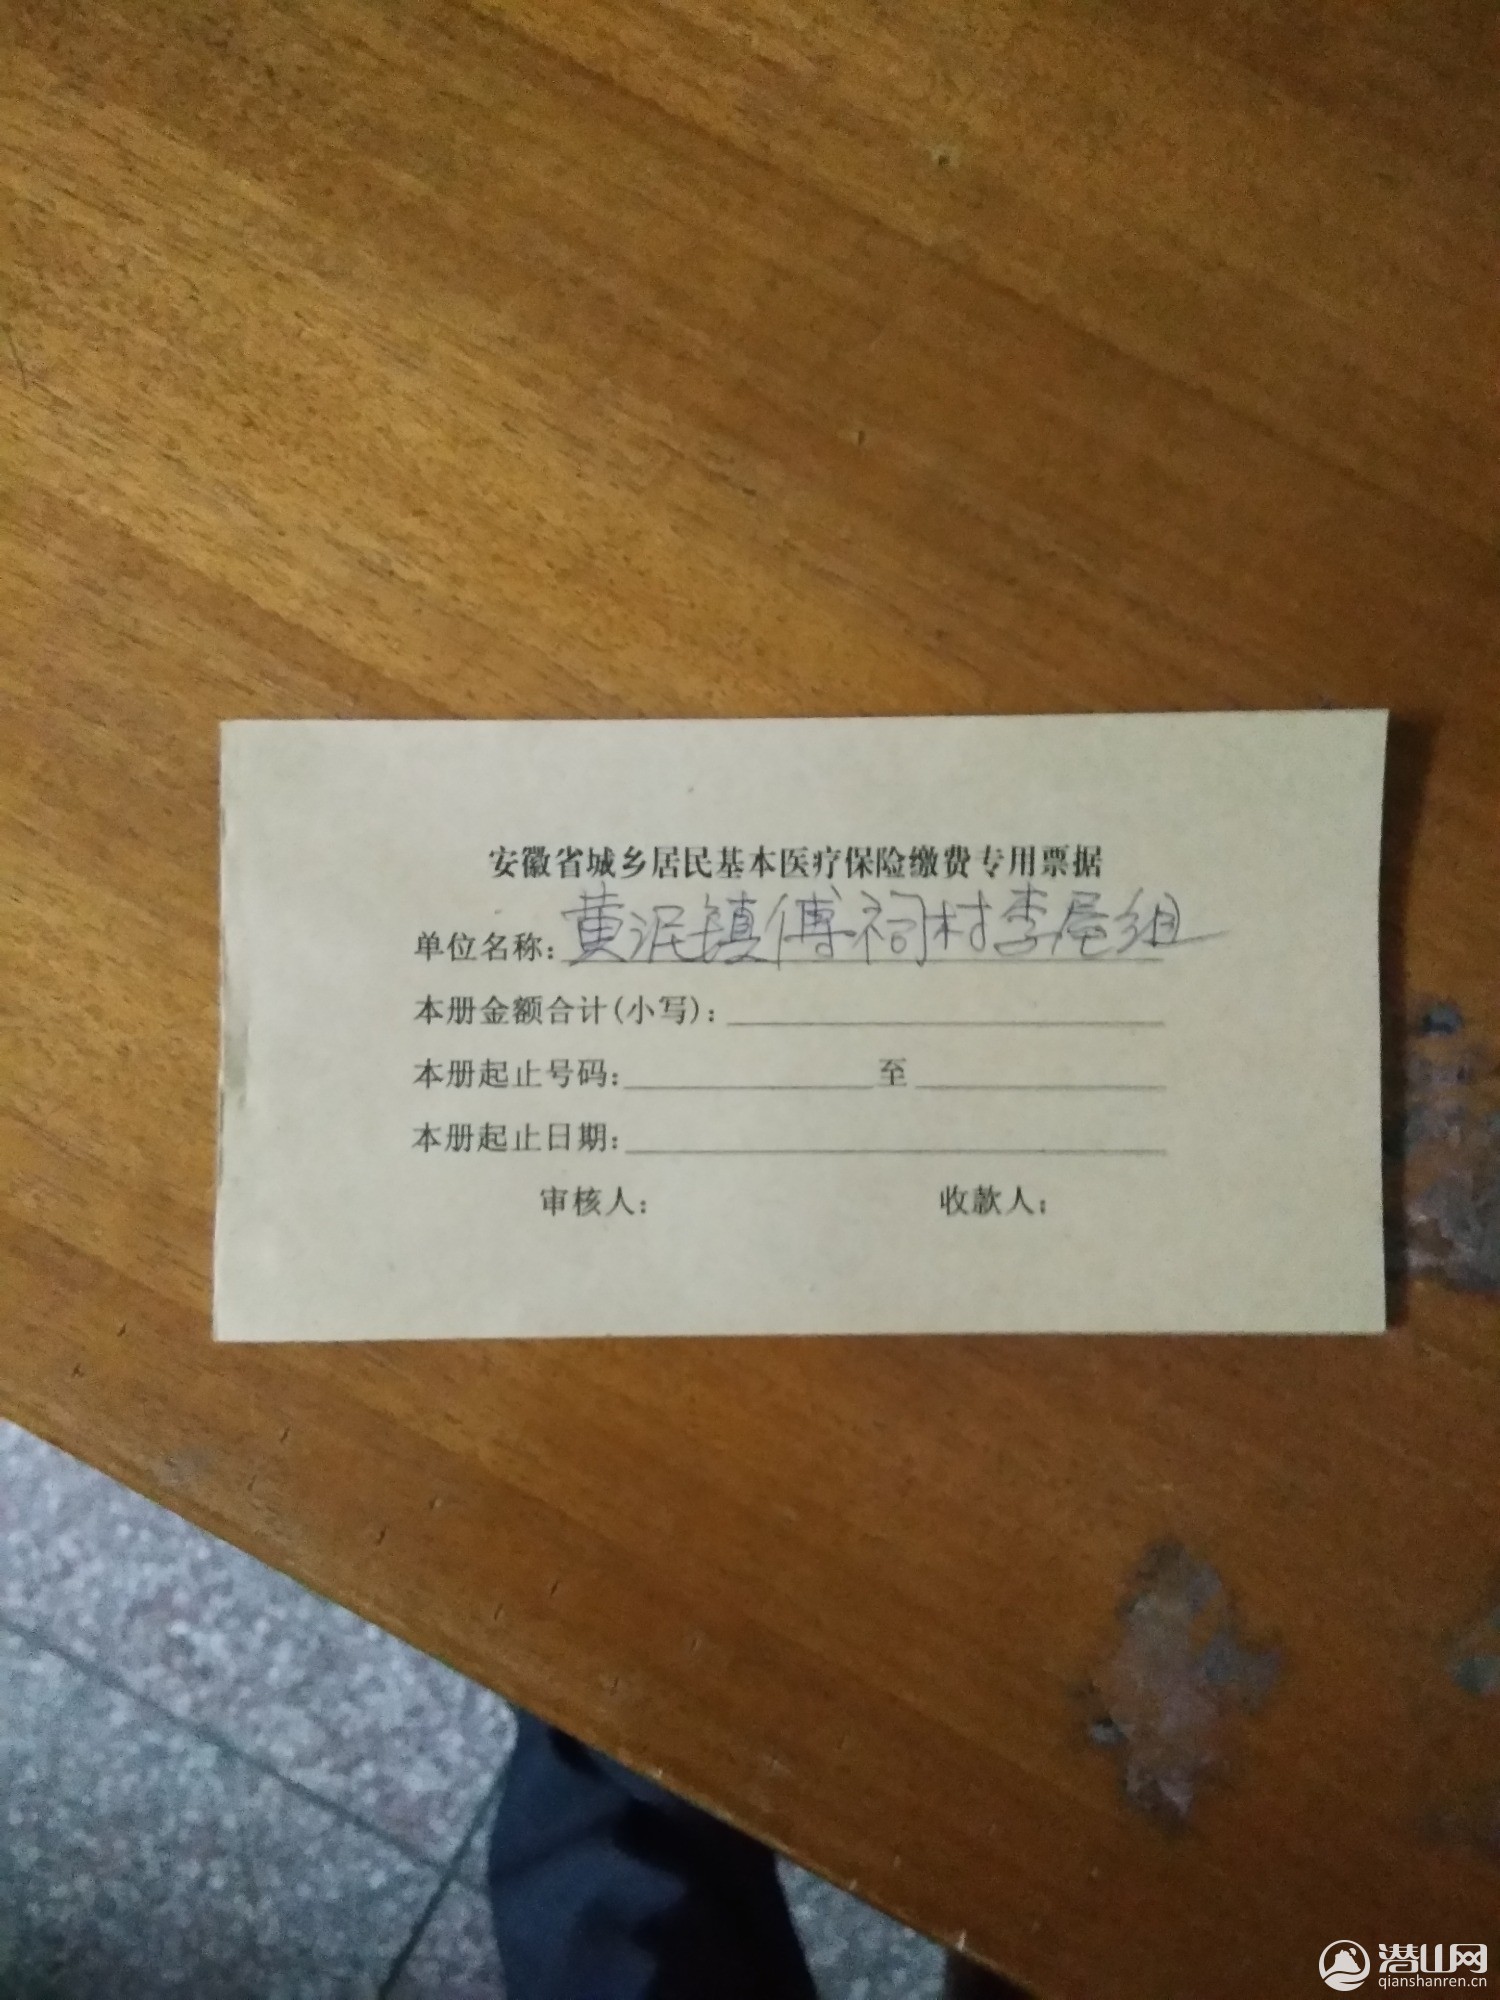 安徽省城乡居民基本医疗保险缴费专用票据
单位名称:黄泥镇傅祠村李屋组
本册金额合计(小写):
本册起止号码: 至
本册起止日期:
审核人: 收款人:
潜山网
qianshanren.cn